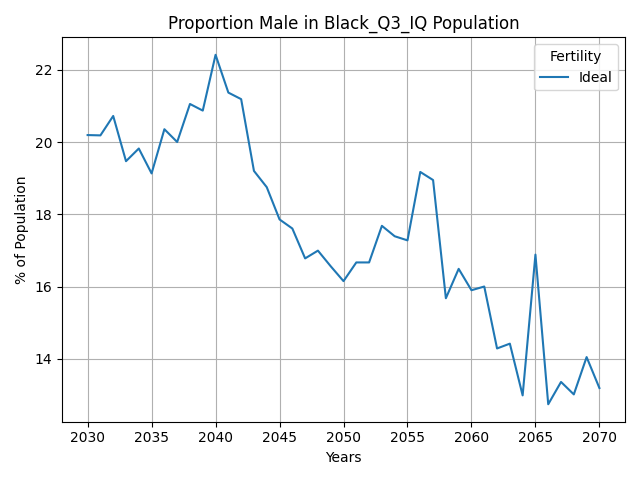 Proportion Male in Black_Q3_IQ Population
Fertility
Ideal
% of Population
22
20
18
16
14
2030 2035 2040 2045 2050 2055 2060 2065 2070
Years